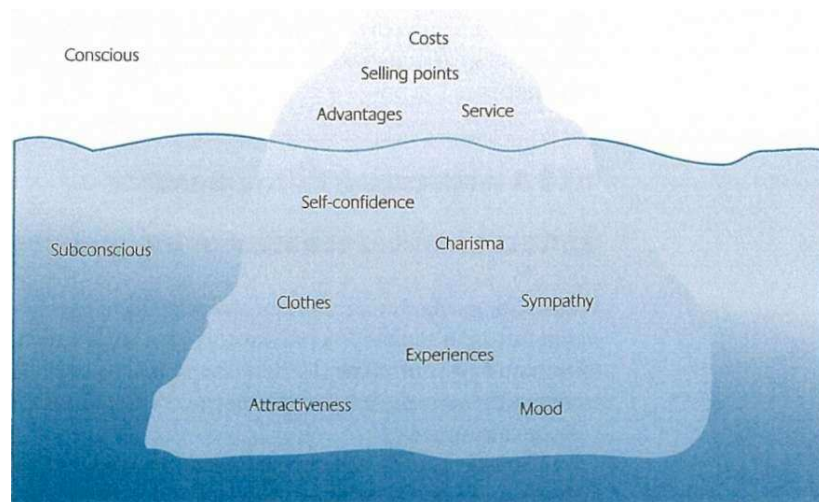 Costs
Conscious
Selling points
Advantages Service
Self-confidence
Charisma
Subconscious
Clothes Sympathy
Experiences
Attractiveness Mood